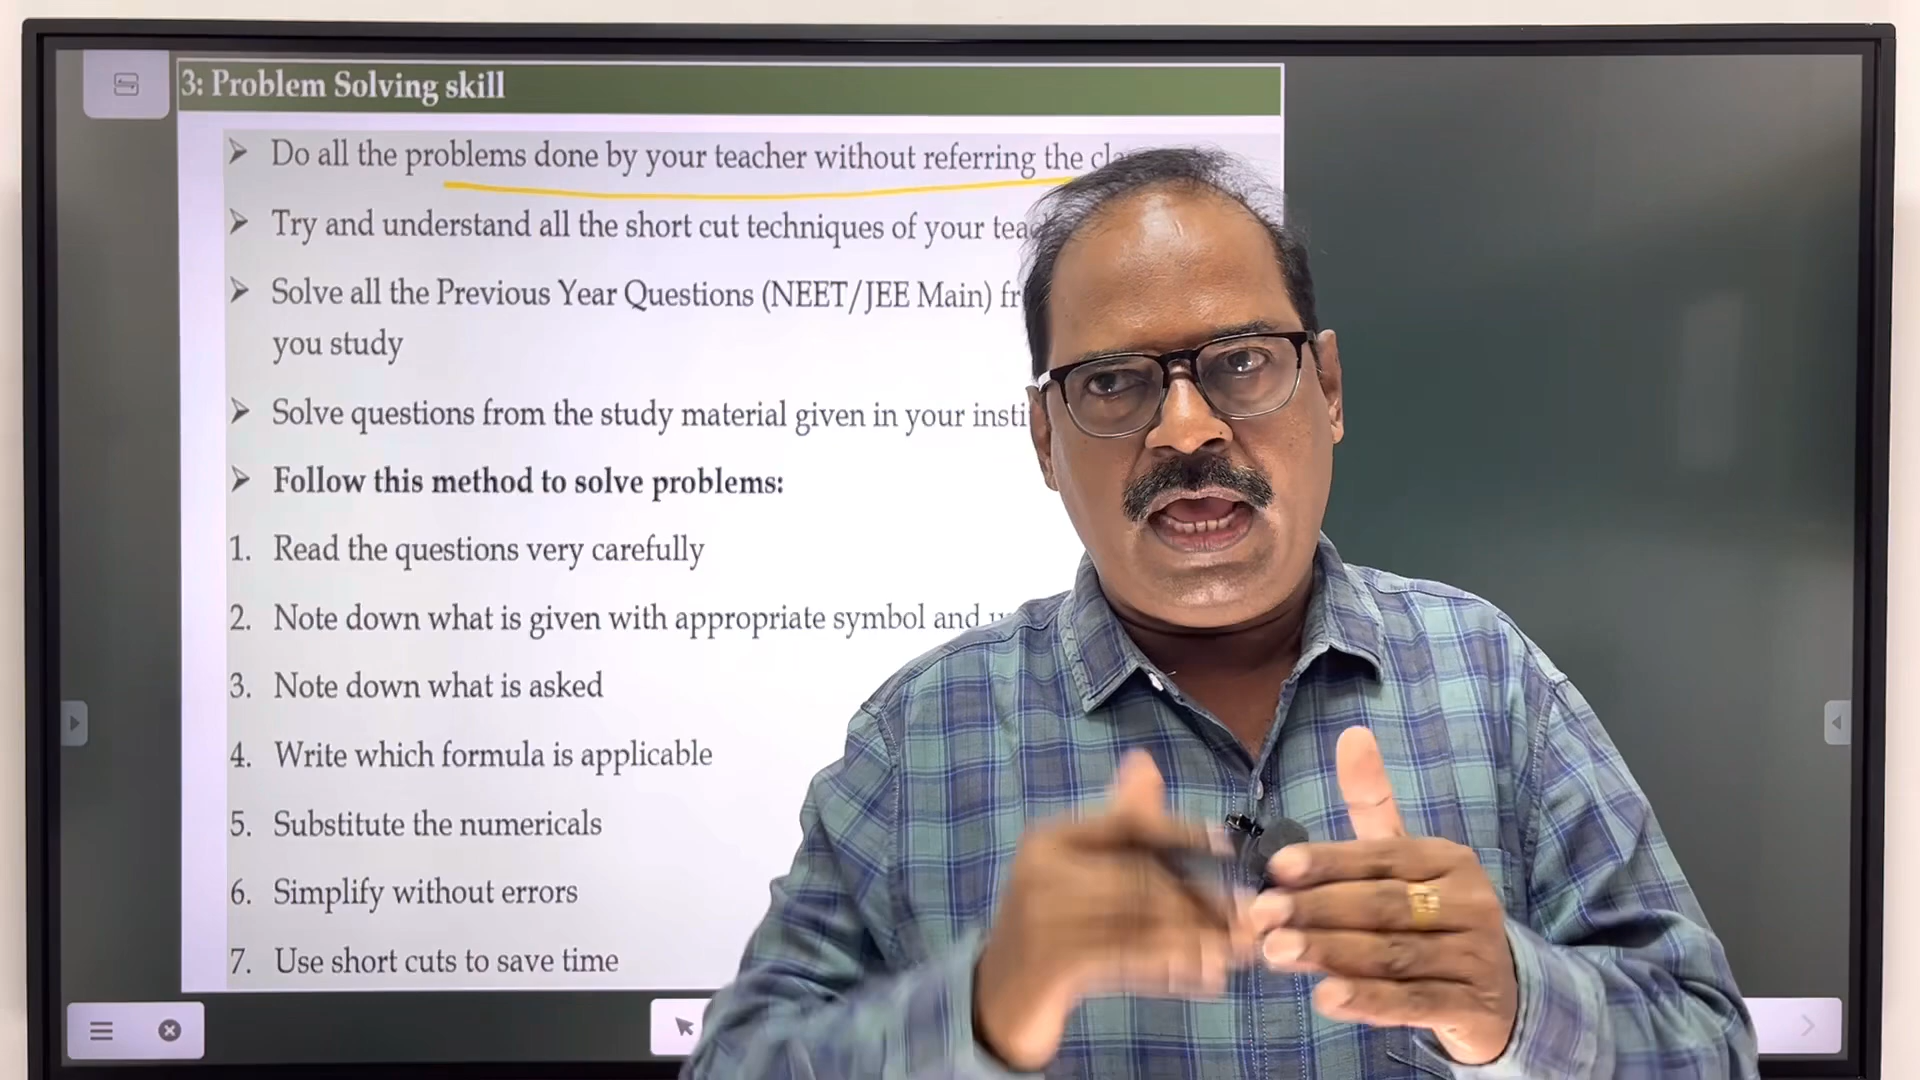 3: Problem Solving skill
Do all the problems done by your teacher without referring the
Try and understand all the short cut techniques of your
Solve all the Previous Year Questions (NEET/JEE Main)
you study
Solve questions from the study material given in your
Follow this method to solve problems:
1. Read the questions very carefully
2. Note down what is given with appropriate symbol and
3. Note down what is asked
4. Write which formula is applicable
5. Substitute the numericals
6. Simplify without errors
7. Use short cuts to save time